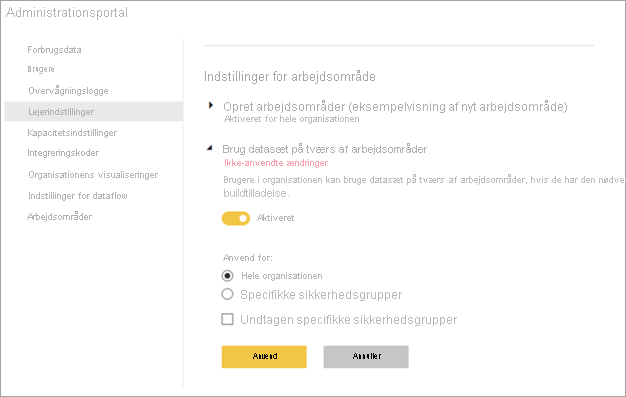 Administrationsportal
Forbrugsdata
Brugere
Overvågningslogge
Lejerindstillinger
Kapacitetsindstillinger
Integreringskoder
Organisationens visualiseringer
Indstillinger for dataflow
Arbejdsområder
Indstillinger for arbejdsområde
Opret arbejdsområder (eksempelvisning af nyt arbejdsområde)
Aktiveret for hele organisationen
Brug datasæt på tværs af arbejdsområder
Ikke-anvendte ændringer
Brugere i organisationen kan bruge datasæt på tværs af arbejdsområder, hvis de har den nødve
buildtilladelse.
Aktiveret
Anvend for:
Hele organisationen
Specifikke sikkerhedsgrupper
Undtagen specifikke sikkerhedsgrupper
Anvend
Annuller